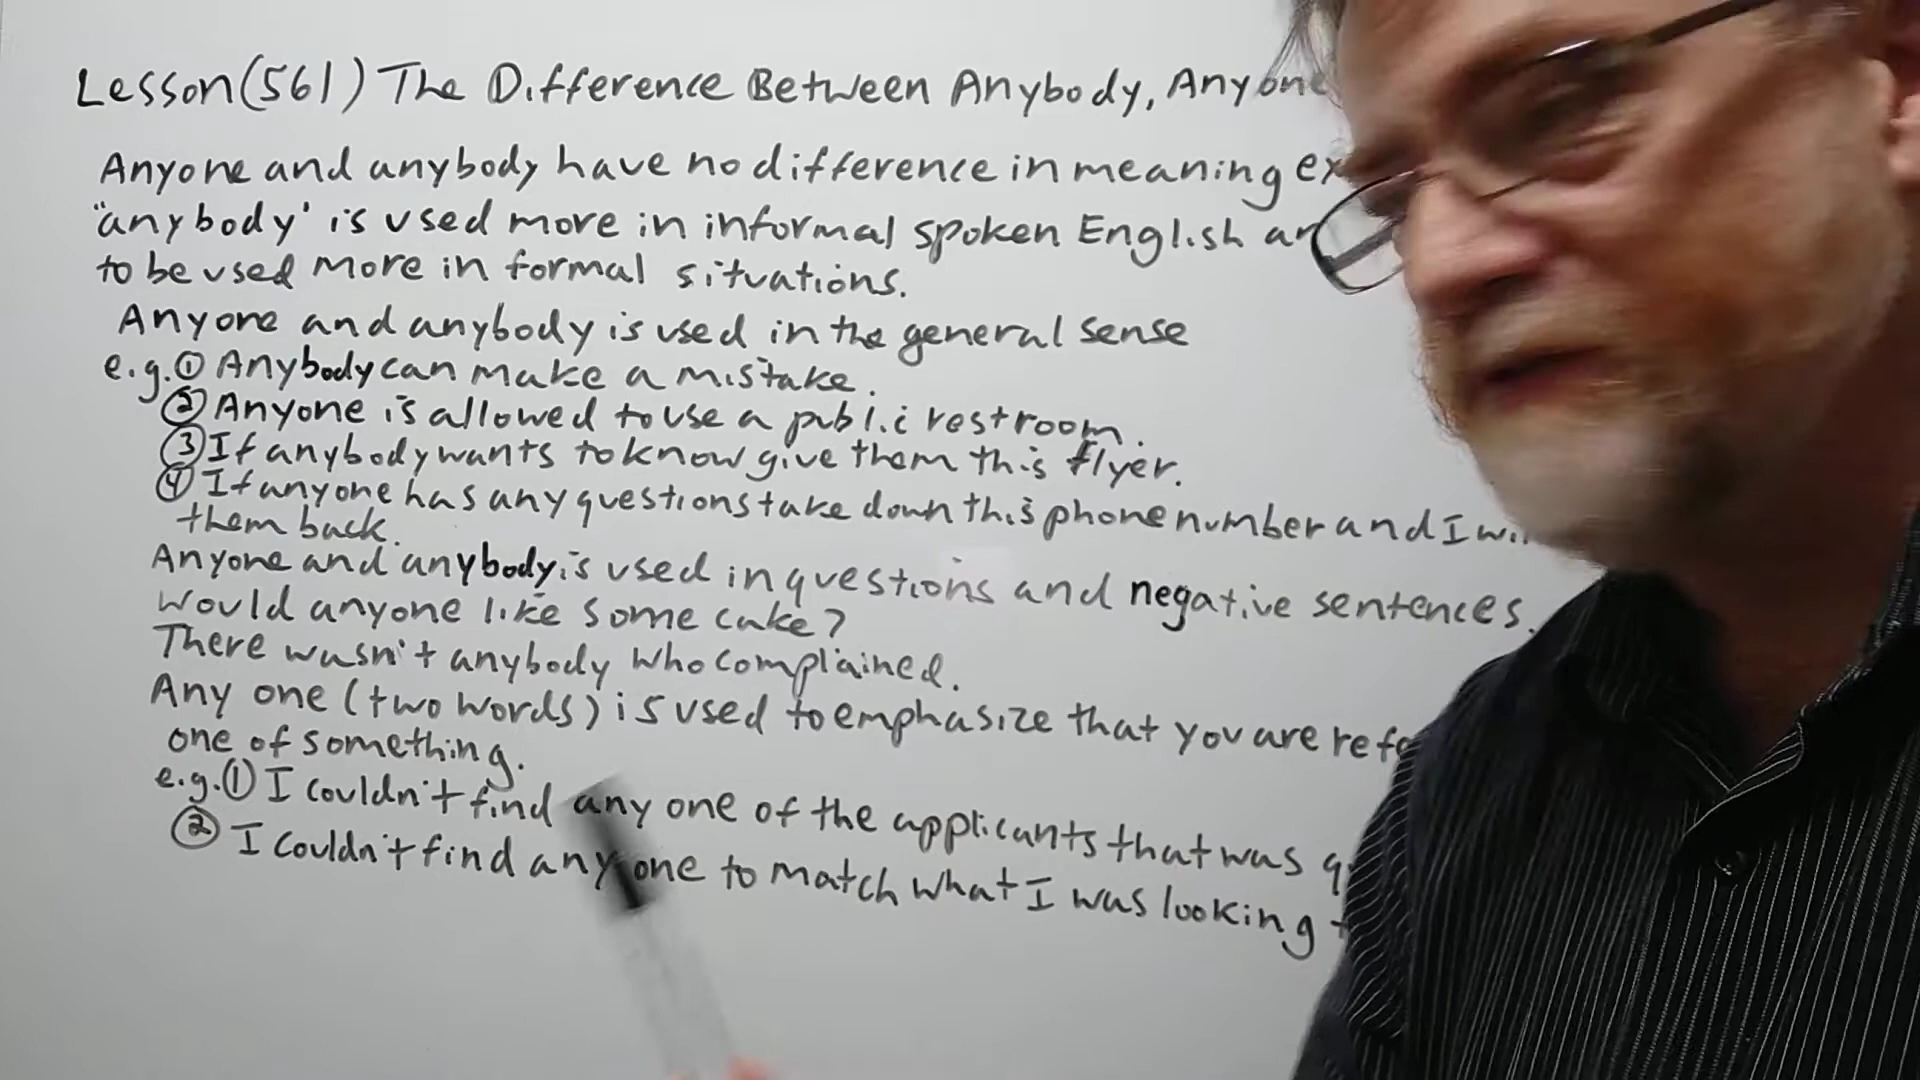 Lesson(561) The Difference Between Anybody, Anyone
Anyone and anybody have no difference in meaning
"anybody' is used more in informal spoken English
to be used more in formal situations.
Anyone and anybody is used in the general sense
e.g. ① Anybody can make a mistake.
② Anyone is allowed to use a public restroom.
③ If anybody wants to know give them this flyer.
④ If anyone has any questions take down this phone number and I
them back.
Anyone and anybody is used in questions and negative sentences.
Would anyone like some cake?
There wasn't anybody who complained.
Any one (two words) is used to emphasize that you are
one of something.
e.g. ① I couldn't find any one of the applicants that was
② I couldn't find any one to match what I was looking